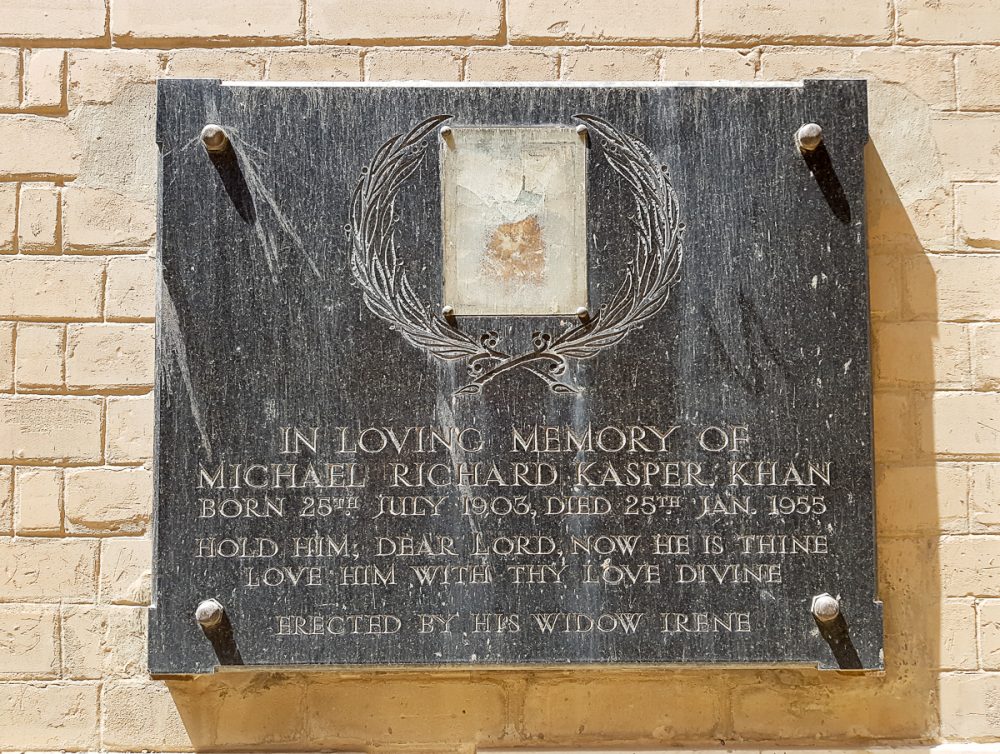 IN LOVING MEMORY OF
MICHAEL RICHARD KASPER KHAN
BORN 25TH JULY 1903, DIED 25TH JAN. 1955
HOLD HIM, DEAR LORD, NOW HE IS THINE
LOVE HIM WITH THY LOVE DIVINE
ERECTED BY HIS WIDOW IRENE